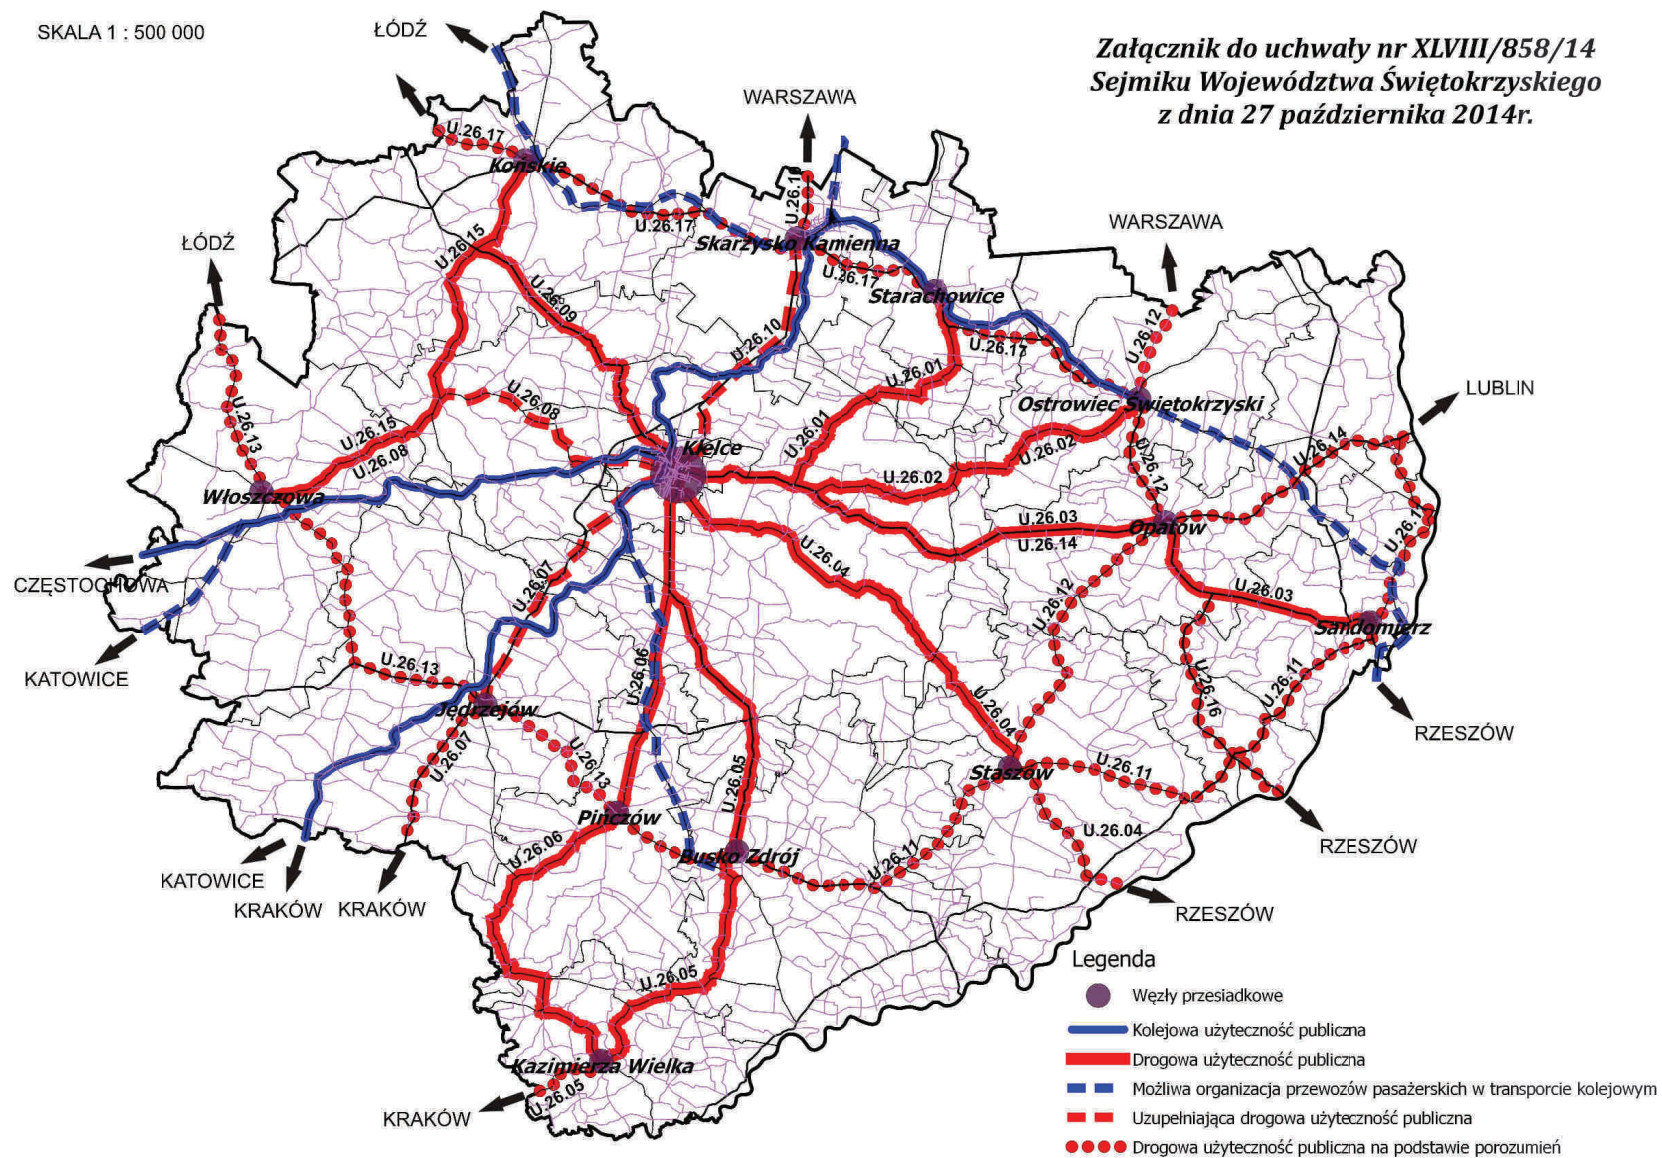 SKALA 1 : 500 000
ŁÓDŹ
Załącznik do uchwały nr XLVIII/858/14
Sejmiku Województwa Świętokrzyskiego
z dnia 27 października 2014r.
WARSZAWA
U.26.17
Końskie
U.26.10
U.26.17
WARSZAWA
ŁÓDŹ
U.26.15
Skarżysko Kamienna
U.26.17
Starachowice
U.26.09
U.26.10
U.26.17
U.26.12
U.26.01
LUBLIN
U.26.08
Ostrowiec Świętokrzyski
U.26.13
U.26.15
U.26.01
U.26.02
U.26.14
Kielce
U.26.08
U.26.02
U.26.12
Włoszczowa
U.26.03
Opatów
U.26.14
U.26.04
CZĘSTOCHOWA
U.26.07
U.26.12
U.26.03
Sandomierz
KATOWICE
U.26.13
U.26.06
U.26.11
U.26.16
U.26.04
Jędrzejów
RZESZÓW
U.26.07
U.26.13
U.26.05
Staszów
U.26.11
Pińczów
U.26.04
RZESZÓW
U.26.06
Busko Zdrój
U.26.11
KATOWICE
KRAKÓW
KRAKÓW
RZESZÓW
U.26.05
Kazimierza Wielka
U.26.05
KRAKÓW
Legenda
Węzły przesiadkowe
Kolejowa użyteczność publiczna
Drogowa użyteczność publiczna
Możliwa organizacja przewozów pasażerskich w transporcie kolejowym
Uzupełniająca drogowa użyteczność publiczna
Drogowa użyteczność publiczna na podstawie porozumień